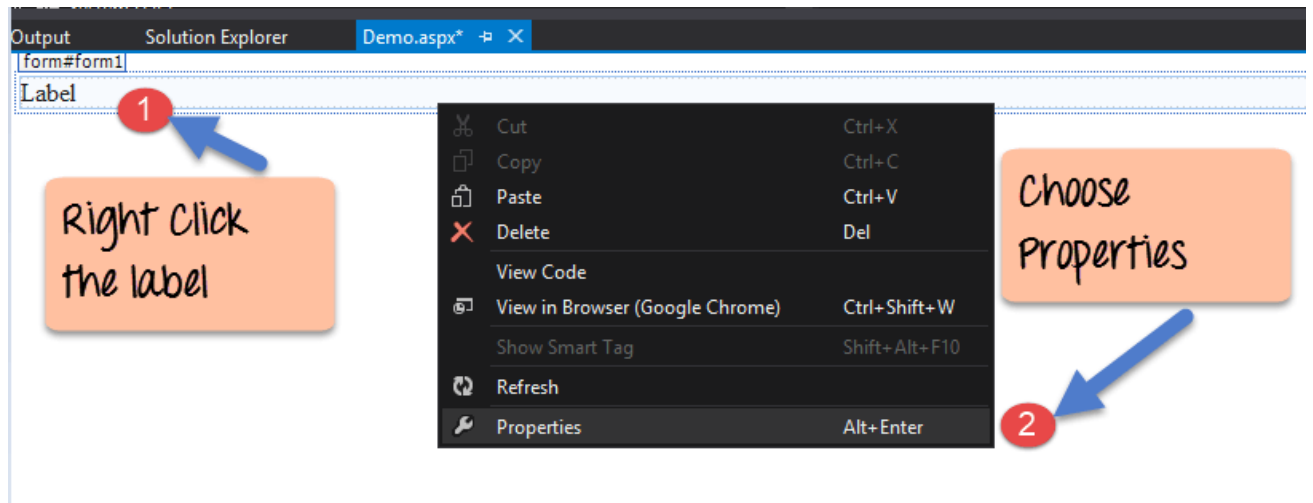 Output Solution Explorer Demo.aspx*
form#form1
Label
1
Right Click
the label
Cut Ctrl+X
Copy Ctrl+C
Paste Ctrl+V
Delete Del
View Code
View in Browser (Google Chrome) Ctrl+Shift+W
Show Smart Tag Shift+Alt+F10
Refresh
Properties Alt+Enter
Choose
Properties
2